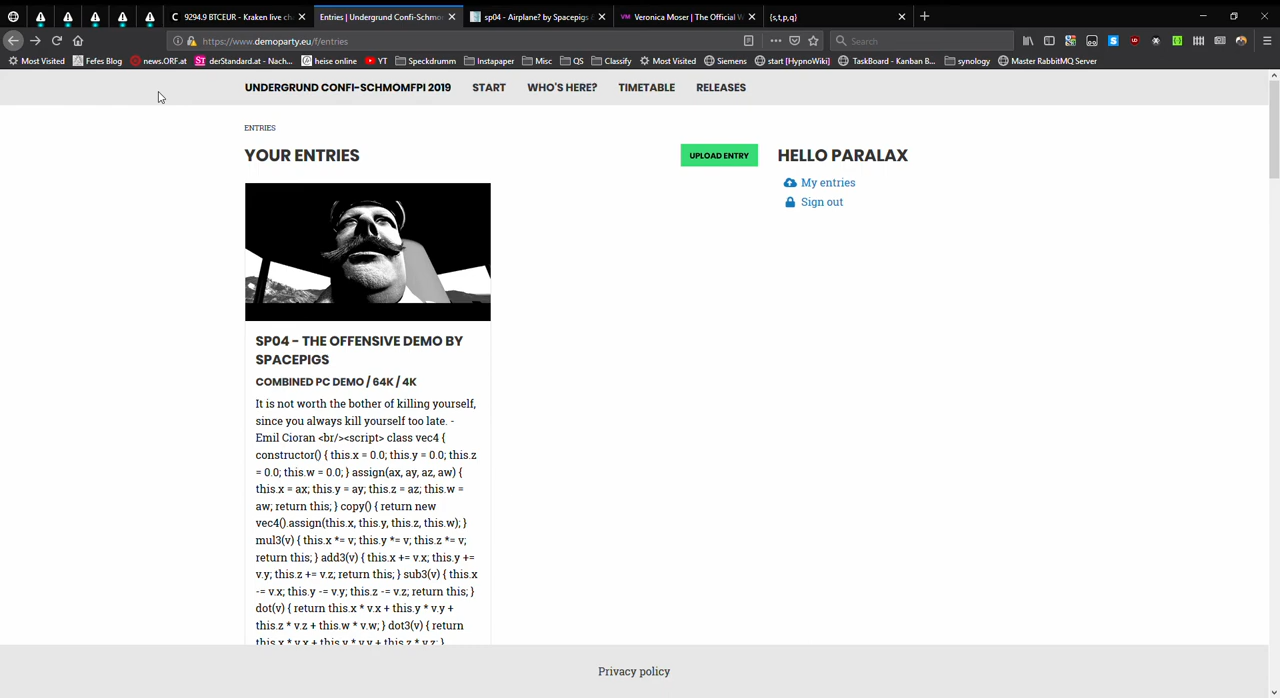 9294.9 BTCEUR - Kraken live ch
Entries | Undergrund Confi-Schmo
sp04 - Airplane? by Spacepigs
VM Veronica Moser | The Official W
{s,t,p,q}
https://www.demoparty.eu/f/entries
Search
Most Visited
Fefes Blog
news.ORF.at
derStandard.at - Nach...
heise online
YT
Speckdrumm
Instapaper
Misc
QS
Classify
Most Visited
Siemens
start [HypnoWiki]
TaskBoard - Kanban B...
synology
Master RabbitMQ Server
UNDERGRUND CONFI-SCHMOMFPI 2019 START WHO'S HERE? TIMETABLE RELEASES
ENTRIES
YOUR ENTRIES
UPLOAD ENTRY
HELLO PARALAX
My entries
Sign out
SP04 - THE OFFENSIVE DEMO BY
SPACEPIGS
COMBINED PC DEMO / 64K / 4K
It is not worth the bother of killing yourself,
since you always kill yourself too late. -
Emil Cioran <br/><script> class vec4 {
constructor() { this.x = 0.0; this.y = 0.0; this.z
= 0.0; this.w = 0.0; } assign(ax, ay, az, aw) {
this.x = ax; this.y = ay; this.z = az; this.w =
aw; return this; } copy() { return new
vec4().assign(this.x, this.y, this.z, this.w); }
mul3(v) { this.x *= v; this.y *= v; this.z *= v;
return this; } add3(v) { this.x += v.x; this.y +=
v.y; this.z += v.z; return this; } sub3(v) { this.x
-= v.x; this.y -= v.y; this.z -= v.z; return this; }
dot(v) { return this.x * v.x + this.y * v.y +
this.z * v.z + this.w * v.w; } dot3(v) { return
this.x * v.x + this.y * v.y + this.z * v.z; }
Privacy policy